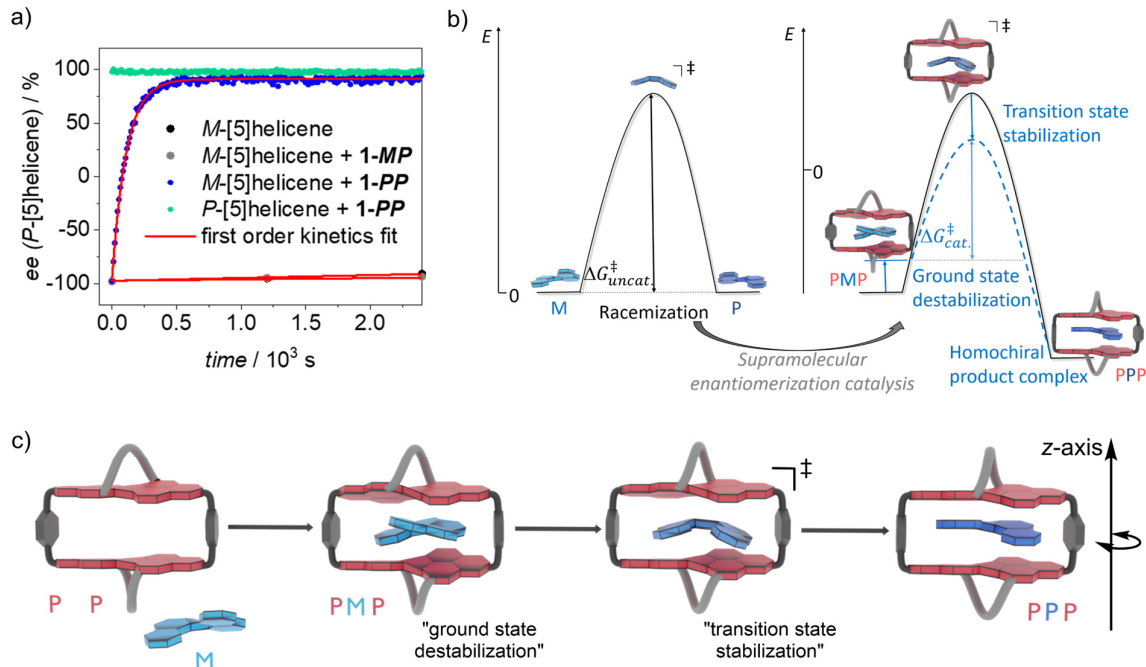 a)
ee (P-[5]helicene) / %
100
50
0
-50
-100
M-[5]helicene
M-[5]helicene + 1-MP
M-[5]helicene + 1-PP
P-[5]helicene + 1-PP
first order kinetics fit
0 0.5 1.0 1.5 2.0
time / 10³ s
b)
E
‡
0
ΔG‡uncat.
M
Racemization
P
E
‡
0
Transition state
stabilization
ΔG‡cat.
PMP
Ground state
destabilization
Homochiral
product complex
PPP
Supramolecular
enantiomerization catalysis
c)
P P
M
PMP
"ground state
destabilization"
‡
"transition state
stabilization"
PPP
z-axis